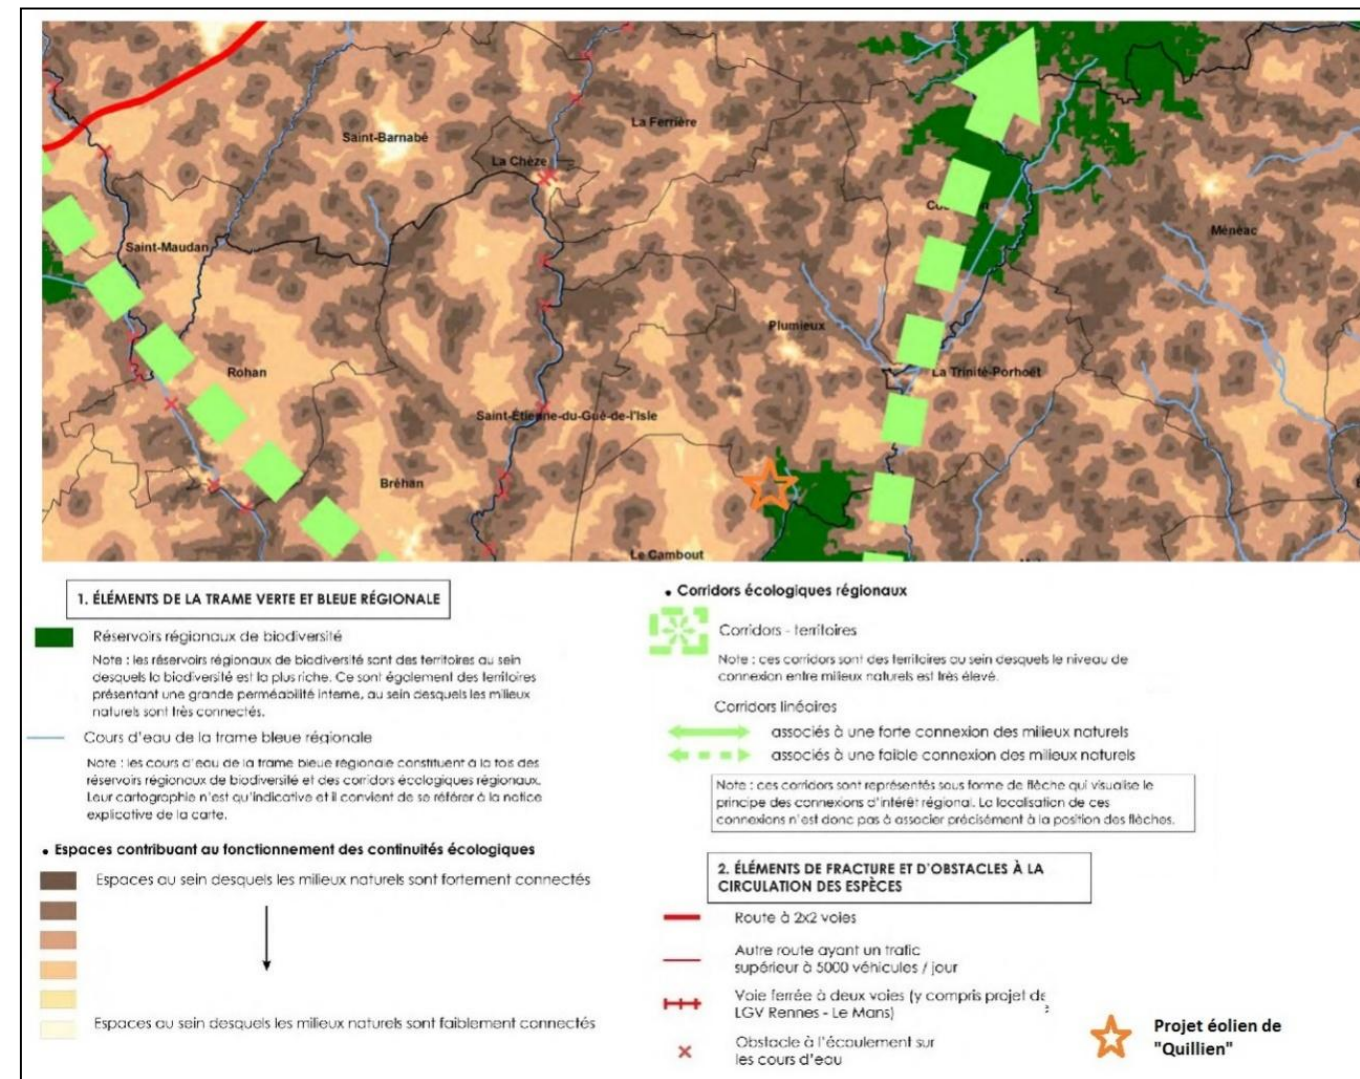 La Ferrière
Saint-Barnabé
La Chèze
Ménéac
Saint-Maudan
Plumieux
Rohan
La Trinité-Porhoët
Saint-Étienne-du-Gué-de-l'Isle
Bréhan
Le Cambout
1. ÉLÉMENTS DE LA TRAME VERTE ET BLEUE RÉGIONALE
Réservoirs régionaux de biodiversité
Note : les réservoirs régionaux de biodiversité sont des territoires au sein
desquels la biodiversité est la plus riche. Ce sont également des territoires
présentant une grande perméabilité interne, au sein desquels les milieux
naturels sont très connectés.
Cours d'eau de la trame bleue régionale
Note : les cours d'eau de la trame bleue régionale constituent à la fois des
réservoirs régionaux de biodiversité et des corridors écologiques régionaux.
Leur cartographie n'est qu'indicative et il convient de se référer à la notice
explicative de la carte.
• Espaces contribuant au fonctionnement des continuités écologiques
Espaces au sein desquels les milieux naturels sont fortement connectés
Espaces au sein desquels les milieux naturels sont faiblement connectés
• Corridors écologiques régionaux
Corridors - territoires
Note : ces corridors sont des territoires au sein desquels le niveau de
connexion entre milieux naturels est très élevé.
Corridors linéaires
associés à une forte connexion des milieux naturels
associés à une faible connexion des milieux naturels
Note : ces corridors sont représentés sous forme de flèche qui visualise le
principe des connexions d'intérêt régional. La localisation de ces
connexions n'est donc pas à associer précisément à la position des flèches.
2. ÉLÉMENTS DE FRACTURE ET D'OBSTACLES À LA
CIRCULATION DES ESPÈCES
Route à 2x2 voies
Autre route ayant un trafic
supérieur à 5000 véhicules / jour
Voie ferrée à deux voies (y compris projet de
LGV Rennes - Le Mans)
Obstacle à l'écoulement sur
les cours d'eau
Projet éolien de
"Quillien"